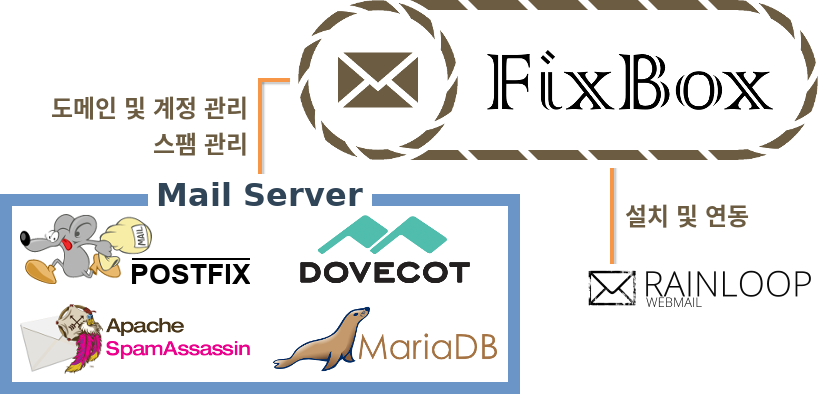 FixBox
도메인 및 계정 관리
스팸 관리
설치 및 연동
Mail Server
MAIL
POSTFIX
DOVECOT
RAINLOOP
WEBMAIL
Apache
SpamAssassin
MariaDB